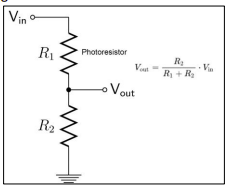 Vin
R1 Photoresistor
Vout = R2 / (R1 + R2) · Vin
Vout
R2